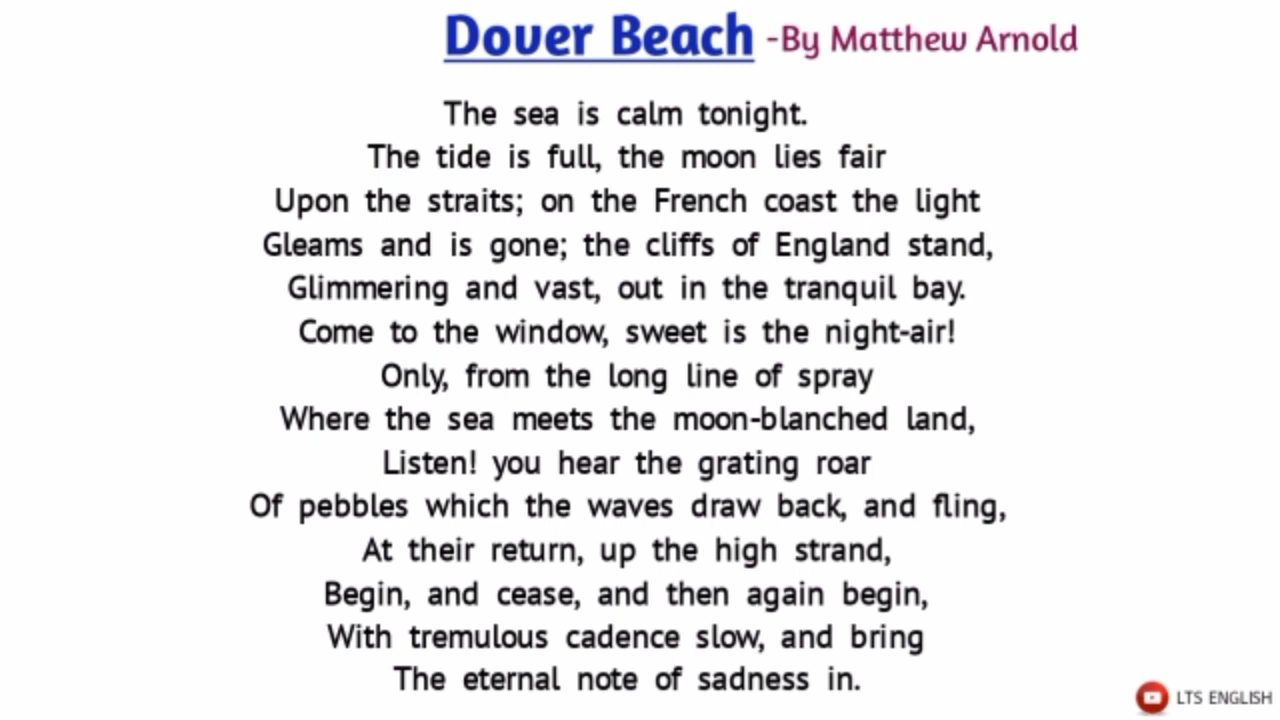 Dover Beach -By Matthew Arnold
The sea is calm tonight.
The tide is full, the moon lies fair
Upon the straits; on the French coast the light
Gleams and is gone; the cliffs of England stand,
Glimmering and vast, out in the tranquil bay.
Come to the window, sweet is the night-air!
Only, from the long line of spray
Where the sea meets the moon-blanched land,
Listen! you hear the grating roar
Of pebbles which the waves draw back, and fling,
At their return, up the high strand,
Begin, and cease, and then again begin,
With tremulous cadence slow, and bring
The eternal note of sadness in.
LTS ENGLISH